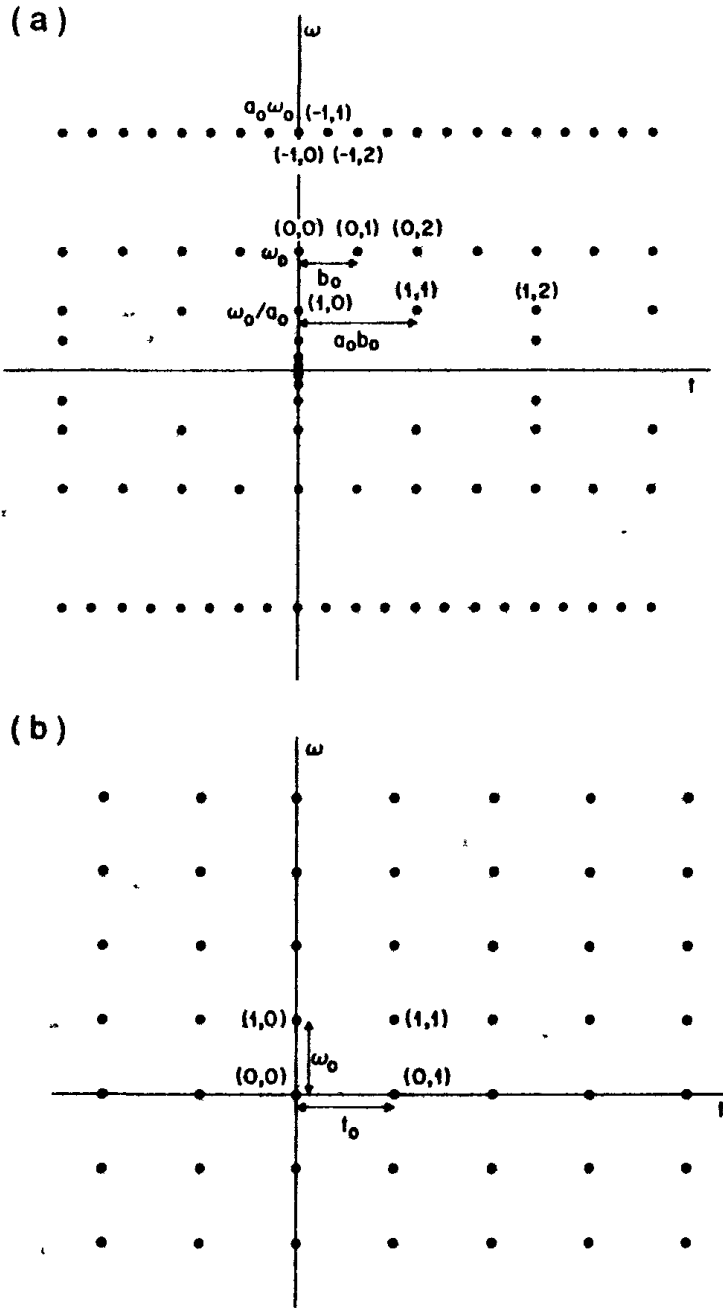 (a)
ω
a₀ω₀ (-1,1)
(-1,0) (-1,2)
(0,0) (0,1) (0,2)
ω₀
b₀
ω₀/a₀ (1,0) (1,1) (1,2)
a₀b₀
t
(b)
ω
(1,0) (1,1)
ω₀
(0,0) (0,1)
t
t₀